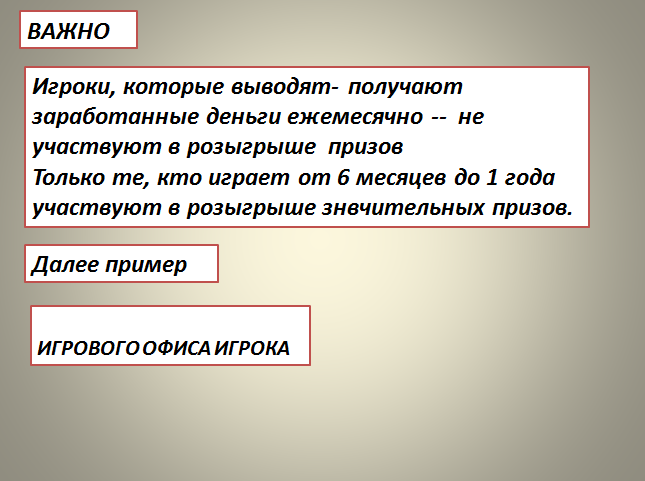 ВАЖНО
Игроки, которые выводят- получают
заработанные деньги ежемесячно -- не
участвуют в розыгрыше призов
Только те, кто играет от 6 месяцев до 1 года
участвуют в розыгрыше знвчительных призов.
Далее пример
ИГРОВОГО ОФИСА ИГРОКА